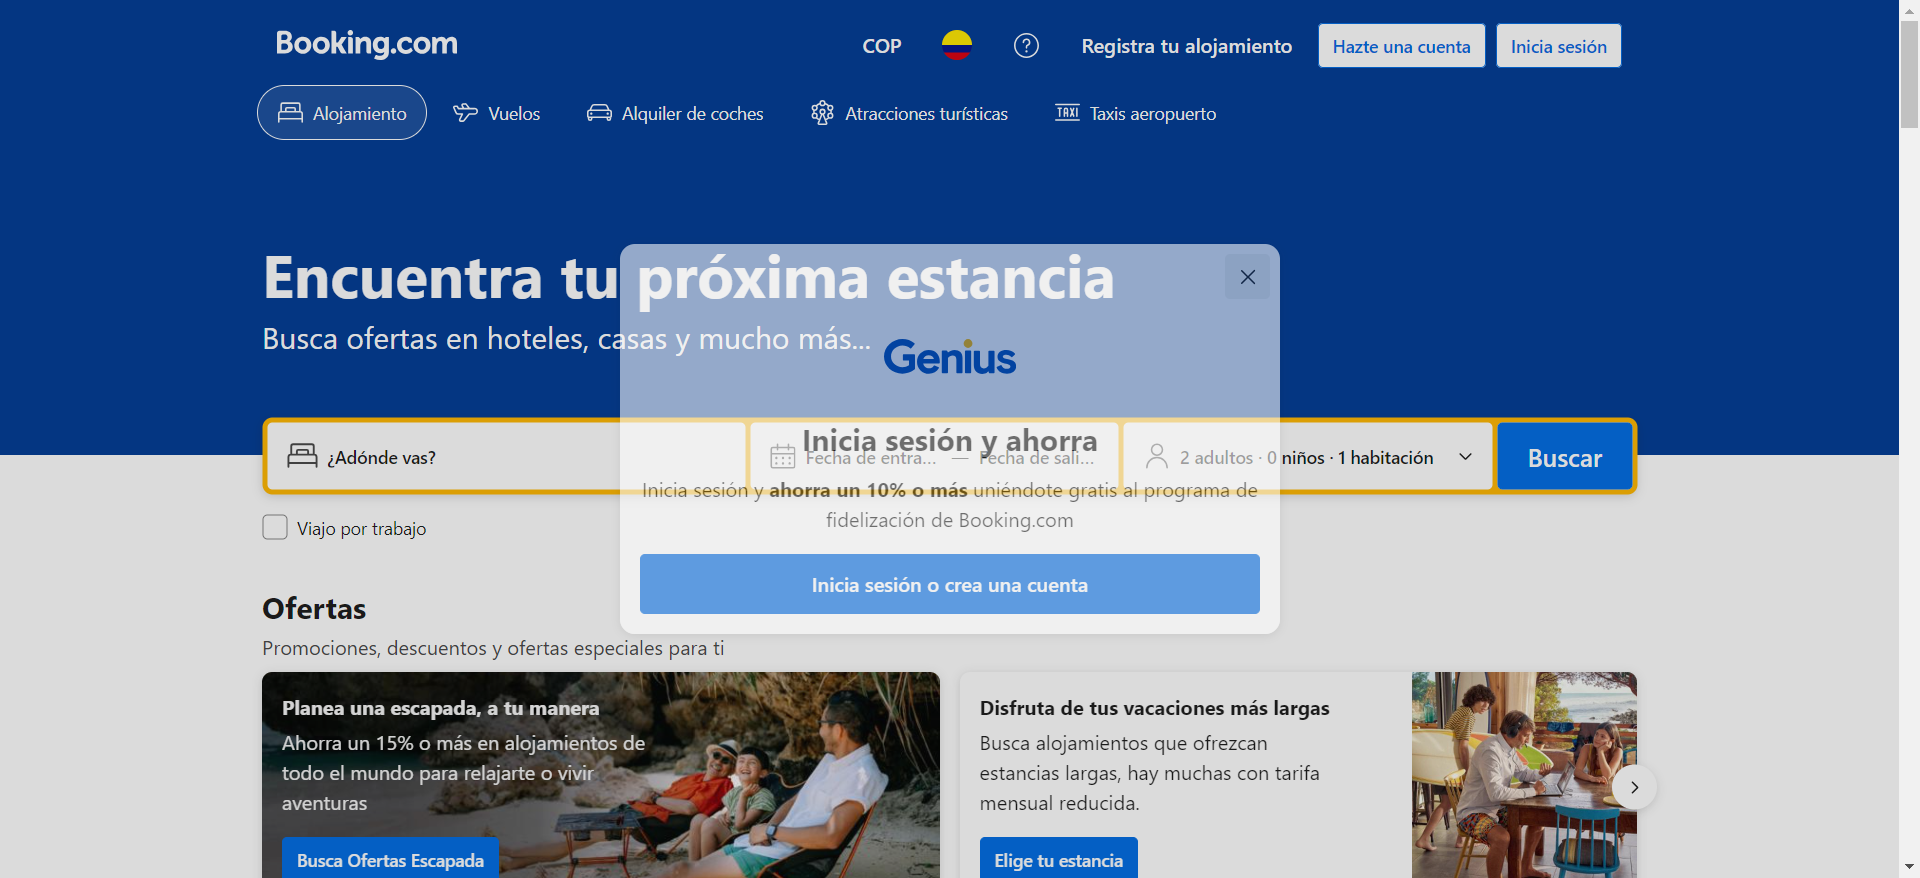 Booking.com
COP
Registra tu alojamiento
Hazte una cuenta
Inicia sesión
Alojamiento
Vuelos
Alquiler de coches
Atracciones turísticas
TAXI
Taxis aeropuerto
Encuentra tu próxima estancia
Busca ofertas en hoteles, casas y mucho más...
Genius
Inicia sesión y ahorra
¿Adónde vas?
Fecha de entra... — Fecha de sali...
2 adultos · 0 niños · 1 habitación
Buscar
Inicia sesión y ahorra un 10% o más uniéndote gratis al programa de
fidelización de Booking.com
Viajo por trabajo
Inicia sesión o crea una cuenta
Ofertas
Promociones, descuentos y ofertas especiales para ti
Planea una escapada, a tu manera
Ahorra un 15% o más en alojamientos de
todo el mundo para relajarte o vivir
aventuras
Busca Ofertas Escapada
Disfruta de tus vacaciones más largas
Busca alojamientos que ofrezcan
estancias largas, hay muchas con tarifa
mensual reducida.
Elige tu estancia